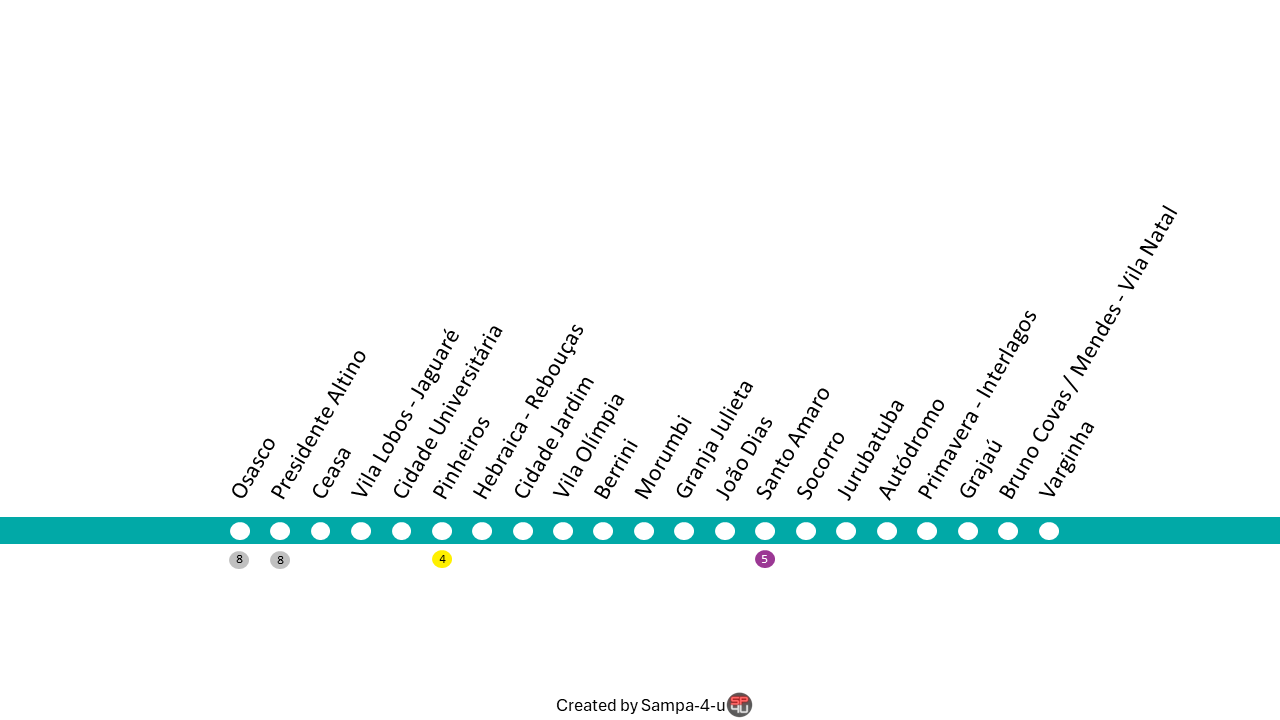 Osasco
Presidente Altino
Ceasa
Vila Lobos - Jaguaré
Cidade Universitária
Pinheiros
Hebraica - Rebouças
Cidade Jardim
Vila Olímpia
Berrini
Morumbi
Granja Julieta
João Dias
Santo Amaro
Socorro
Jurubatuba
Autódromo
Primavera - Interlagos
Grajaú
Bruno Covas / Mendes - Vila Natal
Varginha
8
8
4
5
Created by Sampa-4-u
SP
4U